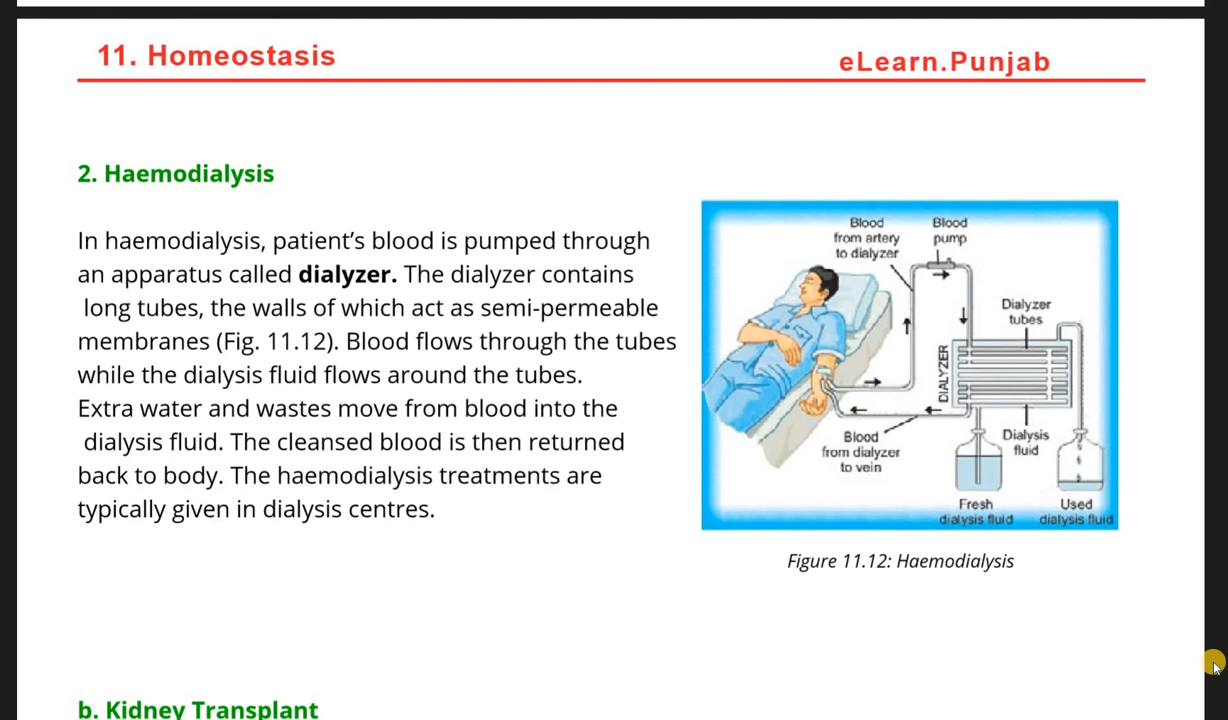 11. Homeostasis
eLearn.Punjab
2. Haemodialysis
In haemodialysis, patient’s blood is pumped through
an apparatus called dialyzer. The dialyzer contains
long tubes, the walls of which act as semi-permeable
membranes (Fig. 11.12). Blood flows through the tubes
while the dialysis fluid flows around the tubes.
Extra water and wastes move from blood into the
dialysis fluid. The cleansed blood is then returned
back to body. The haemodialysis treatments are
typically given in dialysis centres.
Blood
from artery
to dialyzer
Blood
pump
Dialyzer
tubes
DIALYZER
Blood
from dialyzer
to vein
Dialysis
fluid
Fresh
dialysis fluid
Used
dialysis fluid
Figure 11.12: Haemodialysis
b. Kidney Transplant